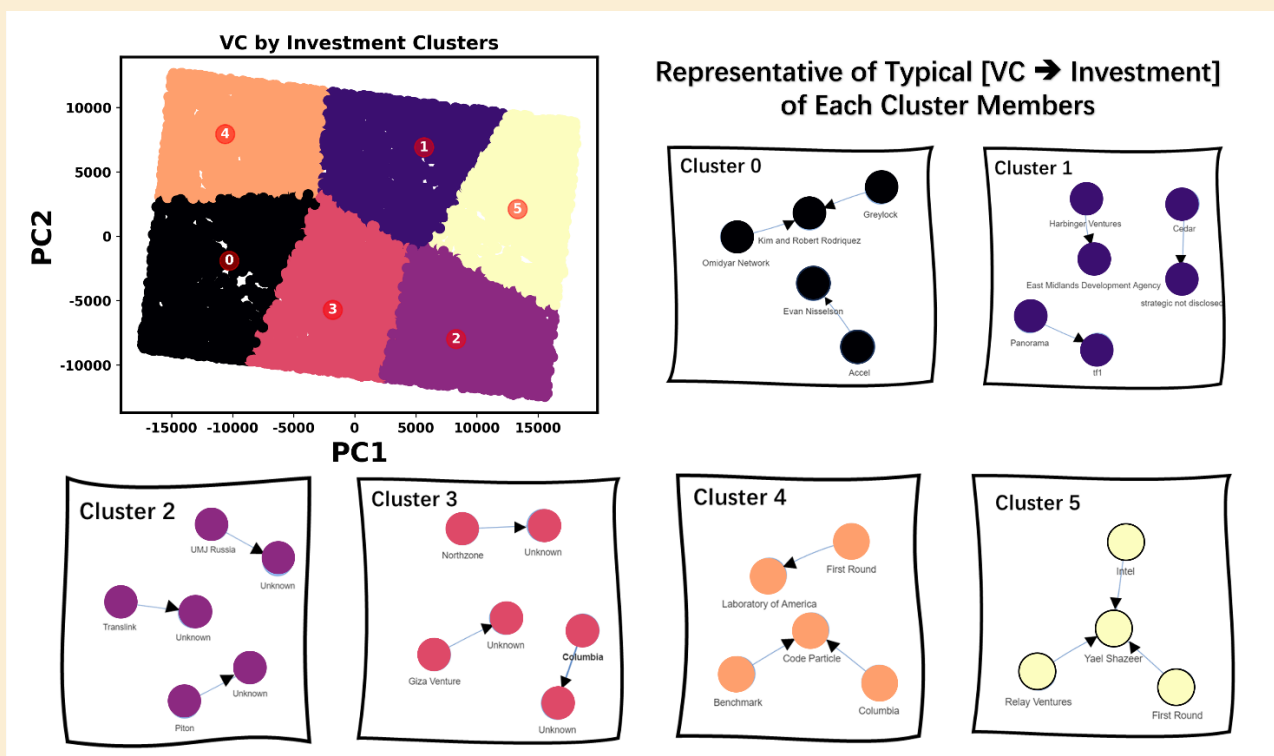 VC by Investment Clusters
10000
5000
0
-5000
-10000
PC2
4
1
5
0
3
2
-15000 -10000 -5000 0 5000 10000 15000
PC1
Representative of Typical [VC ➔ Investment]
of Each Cluster Members
Cluster 0
Greylock
Kim and Robert Rodriquez
Omidyar Network
Evan Nisselson
Accel
Cluster 1
Harbinger Ventures
Cedar
East Midlands Development Agency
strategic not disclosed
Panorama
tf1
Cluster 2
UMJ Russia
Unknown
Translink
Unknown
Unknown
Piton
Cluster 3
Northzone
Unknown
Unknown
Columbia
Giza Venture
Unknown
Cluster 4
First Round
Laboratory of America
Code Particle
Benchmark
Columbia
Cluster 5
Intel
Yael Shazeer
Relay Ventures
First Round